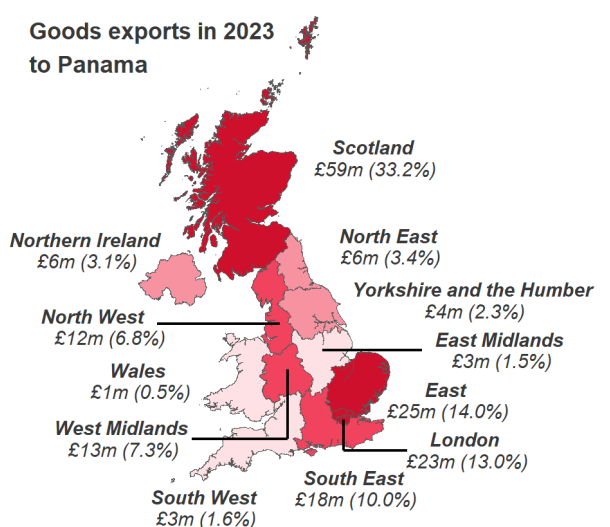 Goods exports in 2023
to Panama
Scotland
£59m (33.2%)
Northern Ireland
£6m (3.1%)
North East
£6m (3.4%)
Yorkshire and the Humber
£4m (2.3%)
North West
£12m (6.8%)
East Midlands
£3m (1.5%)
Wales
£1m (0.5%)
East
£25m (14.0%)
West Midlands
£13m (7.3%)
London
£23m (13.0%)
South East
£18m (10.0%)
South West
£3m (1.6%)